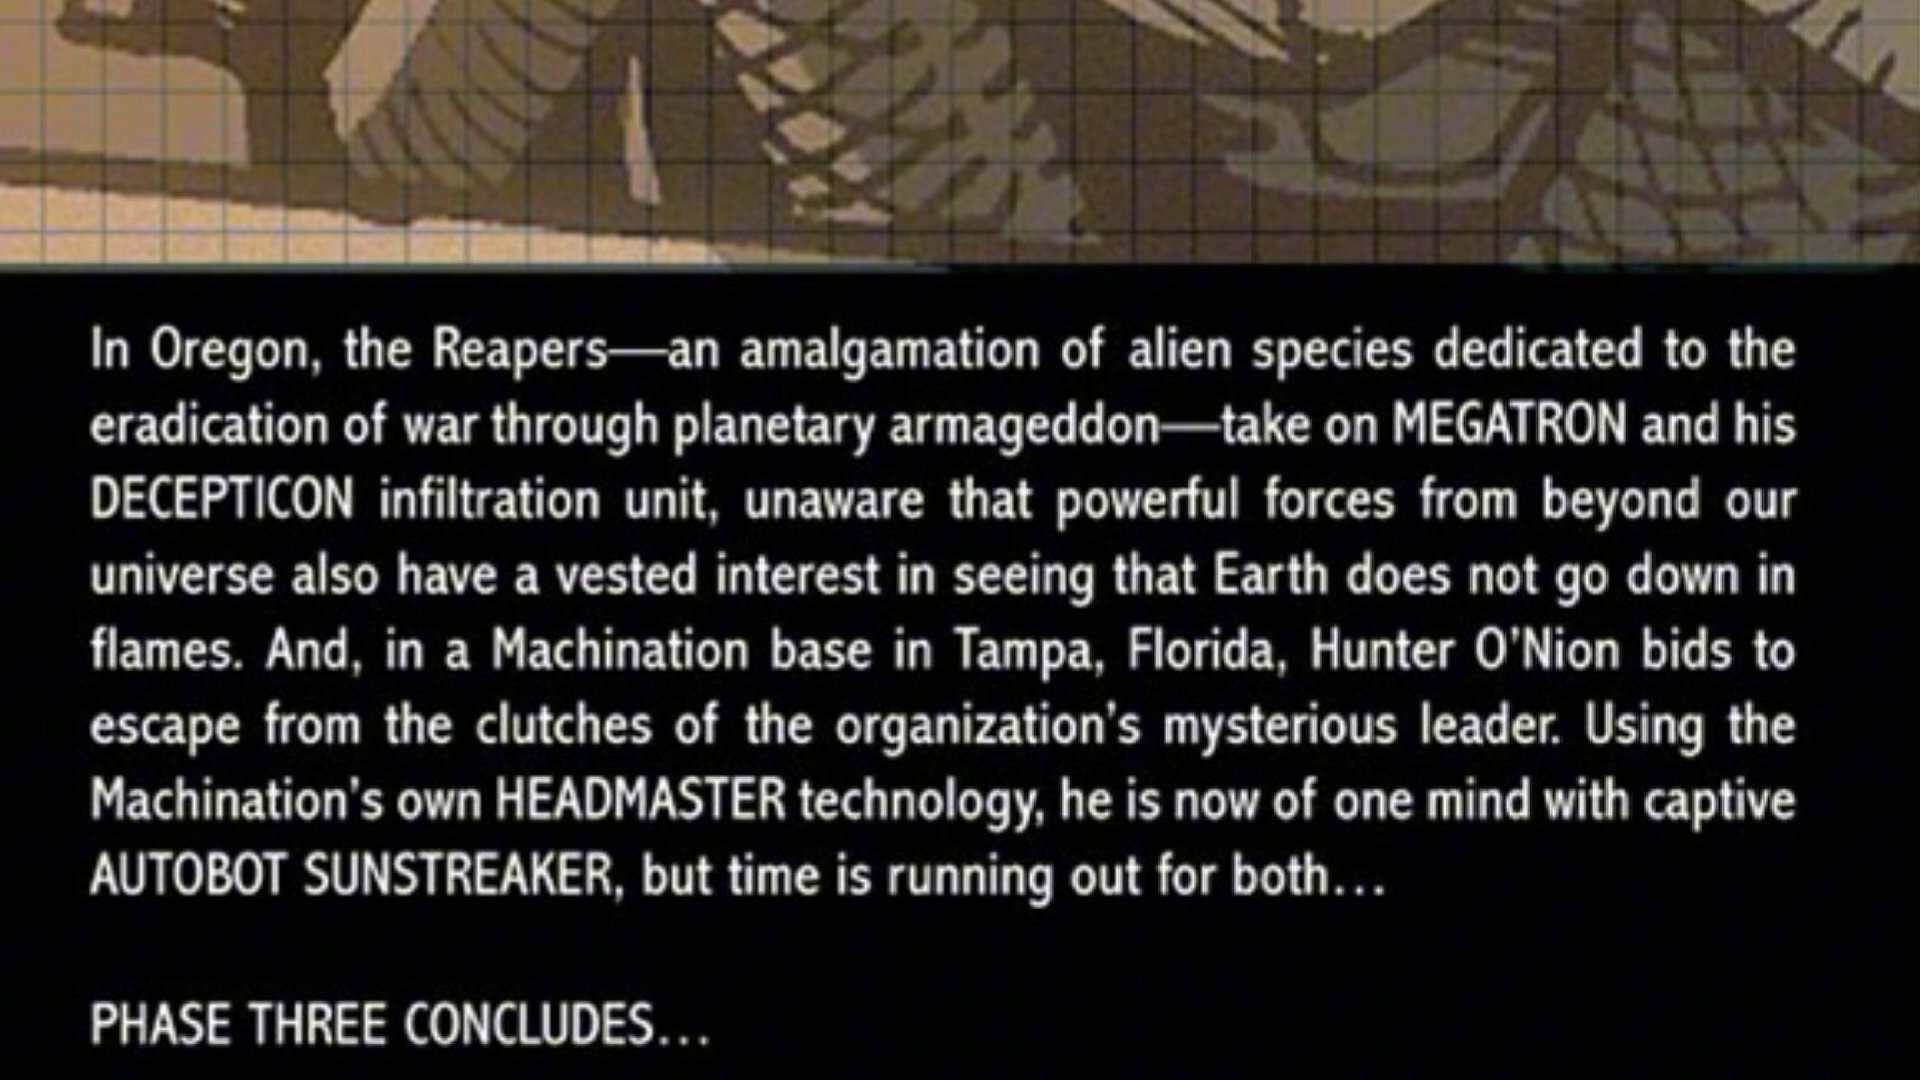 In Oregon, the Reapers—an amalgamation of alien species dedicated to the
eradication of war through planetary armageddon—take on MEGATRON and his
DECEPTICON infiltration unit, unaware that powerful forces from beyond our
universe also have a vested interest in seeing that Earth does not go down in
flames. And, in a Machination base in Tampa, Florida, Hunter O’Nion bids to
escape from the clutches of the organization’s mysterious leader. Using the
Machination’s own HEADMASTER technology, he is now of one mind with captive
AUTOBOT SUNSTREAKER, but time is running out for both…
PHASE THREE CONCLUDES…